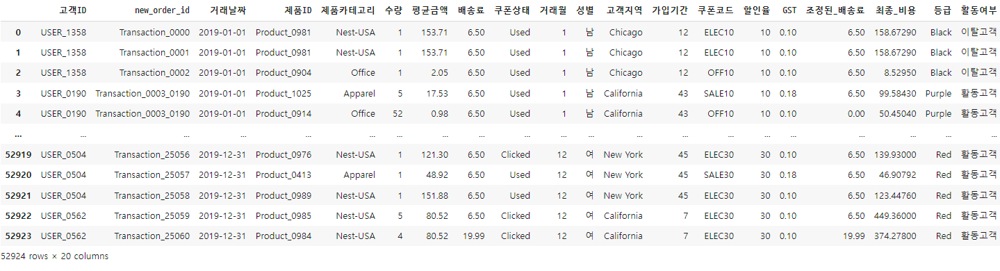 고객ID new_order_id 거래날짜 제품ID 제품카테고리 수량 평균금액 배송료 쿠폰상태 거래월 성별 고객지역 가입기간 쿠폰코드 할인율 GST 조정된_배송료 최종_비용 등급 활동여부
0 USER_1358 Transaction_0000 2019-01-01 Product_0981 Nest-USA 1 153.71 6.50 Used 1 남 Chicago 12 ELEC10 10 0.10 6.50 158.67290 Black 이탈고객
1 USER_1358 Transaction_0001 2019-01-01 Product_0981 Nest-USA 1 153.71 6.50 Used 1 남 Chicago 12 ELEC10 10 0.10 6.50 158.67290 Black 이탈고객
2 USER_1358 Transaction_0002 2019-01-01 Product_0904 Office 1 2.05 6.50 Used 1 남 Chicago 12 OFF10 10 0.10 6.50 8.52950 Black 이탈고객
3 USER_0190 Transaction_0003_0190 2019-01-01 Product_1025 Apparel 5 17.53 6.50 Used 1 남 California 43 SALE10 10 0.18 6.50 99.58430 Purple 활동고객
4 USER_0190 Transaction_0003_0190 2019-01-01 Product_0914 Office 52 0.98 6.50 Used 1 남 California 43 OFF10 10 0.10 0.00 50.45040 Purple 활동고객
... ... ... ... ... ... ... ... ... ... ... ... ... ... ... ... ... ... ... ... ...
52919 USER_0504 Transaction_25056 2019-12-31 Product_0976 Nest-USA 1 121.30 6.50 Clicked 12 여 New York 45 ELEC30 30 0.10 6.50 139.93000 Red 활동고객
52920 USER_0504 Transaction_25057 2019-12-31 Product_0413 Apparel 1 48.92 6.50 Used 12 여 New York 45 SALE30 30 0.18 6.50 46.90792 Red 활동고객
52921 USER_0504 Transaction_25058 2019-12-31 Product_0989 Nest-USA 1 151.88 6.50 Used 12 여 New York 45 ELEC30 30 0.10 6.50 123.44760 Red 활동고객
52922 USER_0562 Transaction_25059 2019-12-31 Product_0985 Nest-USA 5 80.52 6.50 Clicked 12 여 California 7 ELEC30 30 0.10 6.50 449.36000 Red 활동고객
52923 USER_0562 Transaction_25060 2019-12-31 Product_0984 Nest-USA 4 80.52 19.99 Clicked 12 여 California 7 ELEC30 30 0.10 19.99 374.27800 Red 활동고객
52924 rows × 20 columns